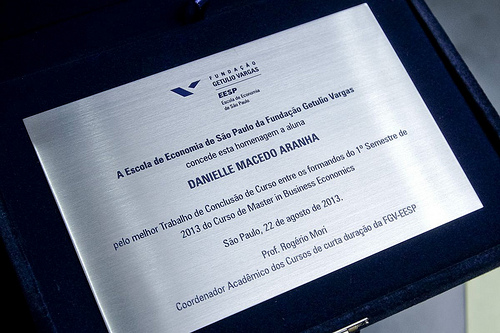 FUNDAÇÃO
GETULIO VARGAS
EESP
Escola de Economia
de São Paulo
A Escola de Economia de São Paulo da Fundação Getulio Vargas
concede esta homenagem a aluna
DANIELLE MACEDO ARANHA
pelo melhor Trabalho de Conclusão de Curso entre os formandos do 1º Semestre de
2013 do Curso de Master in Business Economics
São Paulo, 22 de agosto de 2013.
Prof. Rogério Mori
Coordenador Acadêmico dos Cursos de curta duração da FGV-EESP